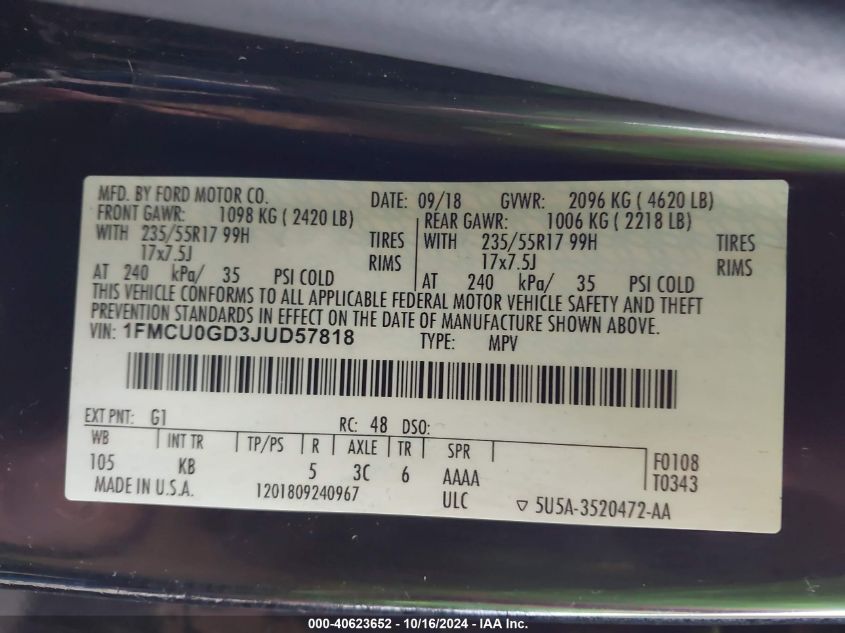 MFD. BY FORD MOTOR CO. DATE: 09/18 GVWR: 2096 KG ( 4620 LB)
FRONT GAWR: 1098 KG ( 2420 LB) REAR GAWR: 1006 KG ( 2218 LB)
WITH 235/55R17 99H TIRES WITH 235/55R17 99H TIRES
17x7.5J RIMS 17x7.5J RIMS
AT 240 kPa/ 35 PSI COLD AT 240 kPa/ 35 PSI COLD
THIS VEHICLE CONFORMS TO ALL APPLICABLE FEDERAL MOTOR VEHICLE SAFETY AND THEFT
PREVENTION STANDARDS IN EFFECT ON THE DATE OF MANUFACTURE SHOWN ABOVE.
VIN: 1FMCU0GD3JUD57818 TYPE: MPV
EXT PNT: G1 RC: 48 DSO:
WB INT TR TP/PS R AXLE TR SPR
105 KB 5 3C 6 AAAA F0108
T0343
MADE IN U.S.A. 1201809240967 ULC ▽ 5U5A-3520472-AA
000-40623652 - 10/16/2024 - IAA, Inc.